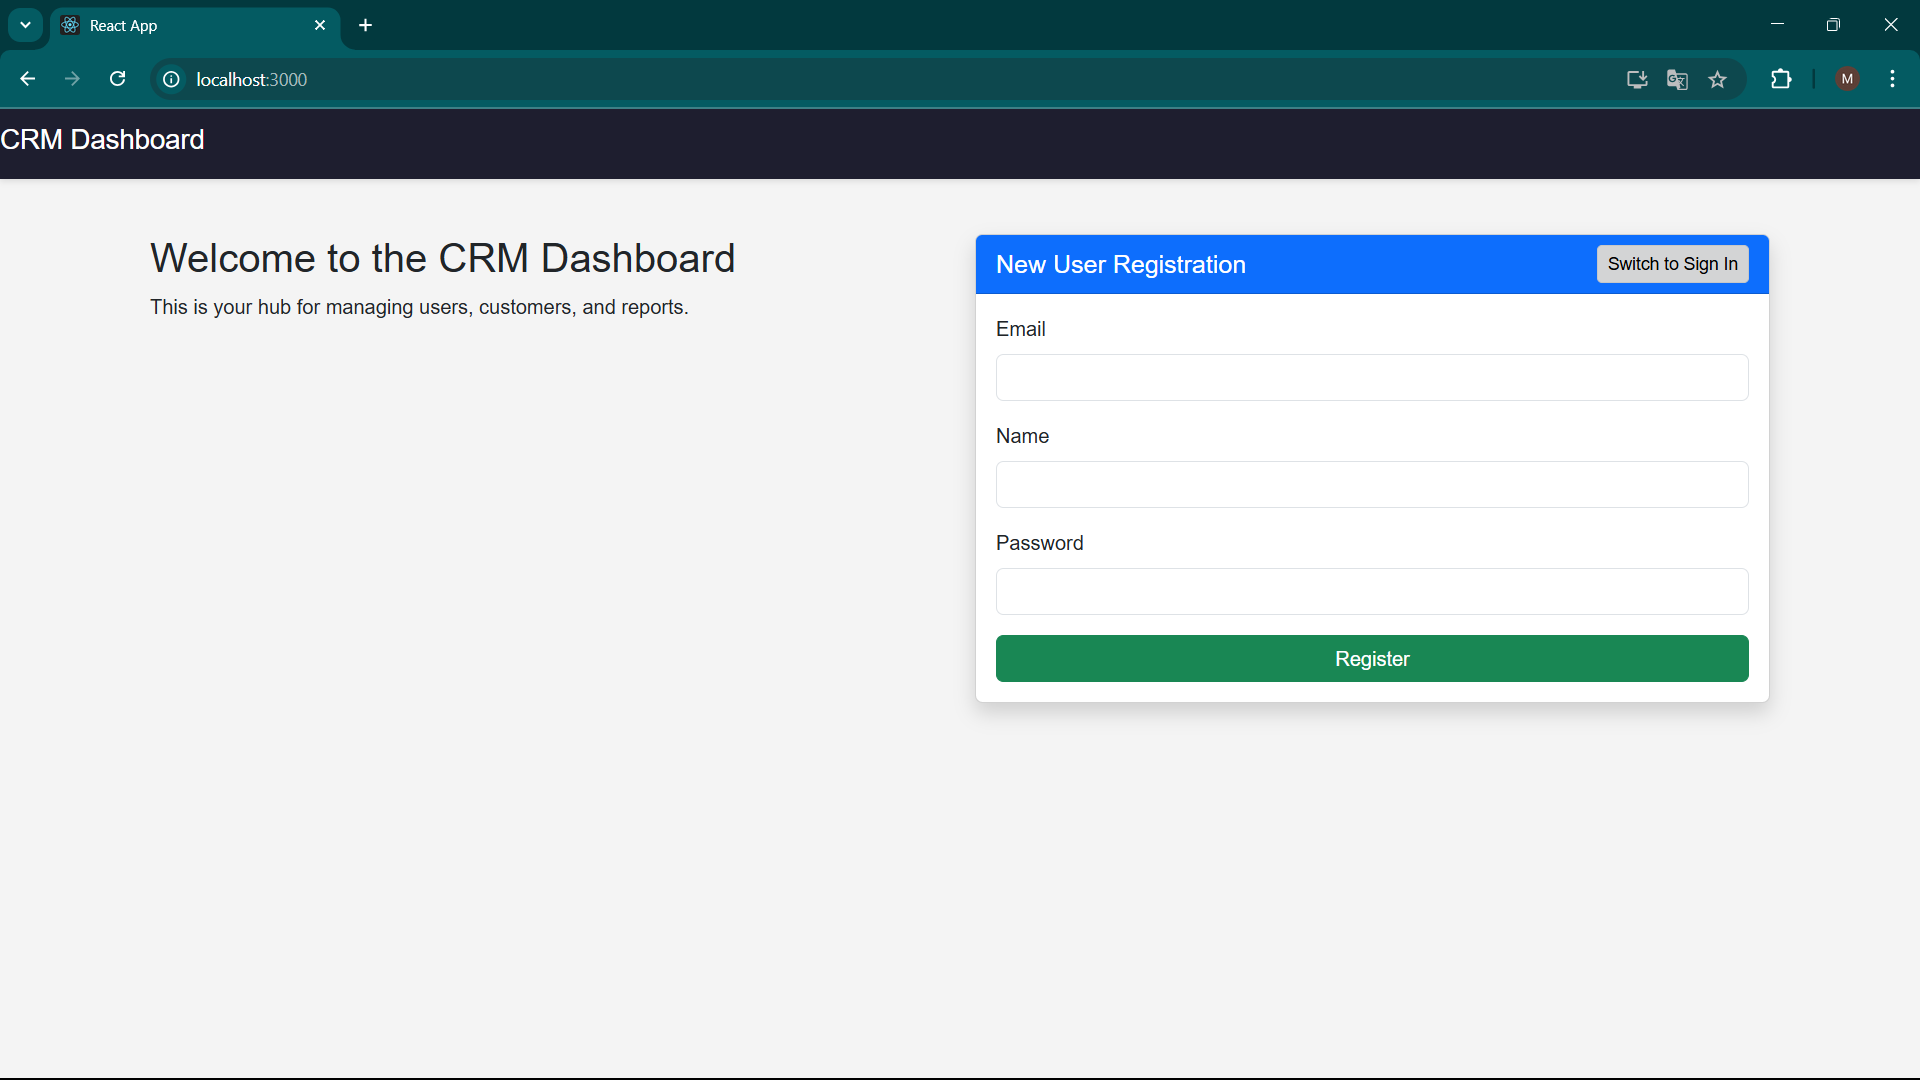 React App
localhost:3000
M
CRM Dashboard
Welcome to the CRM Dashboard
This is your hub for managing users, customers, and reports.
New User Registration
Switch to Sign In
Email
Name
Password
Register